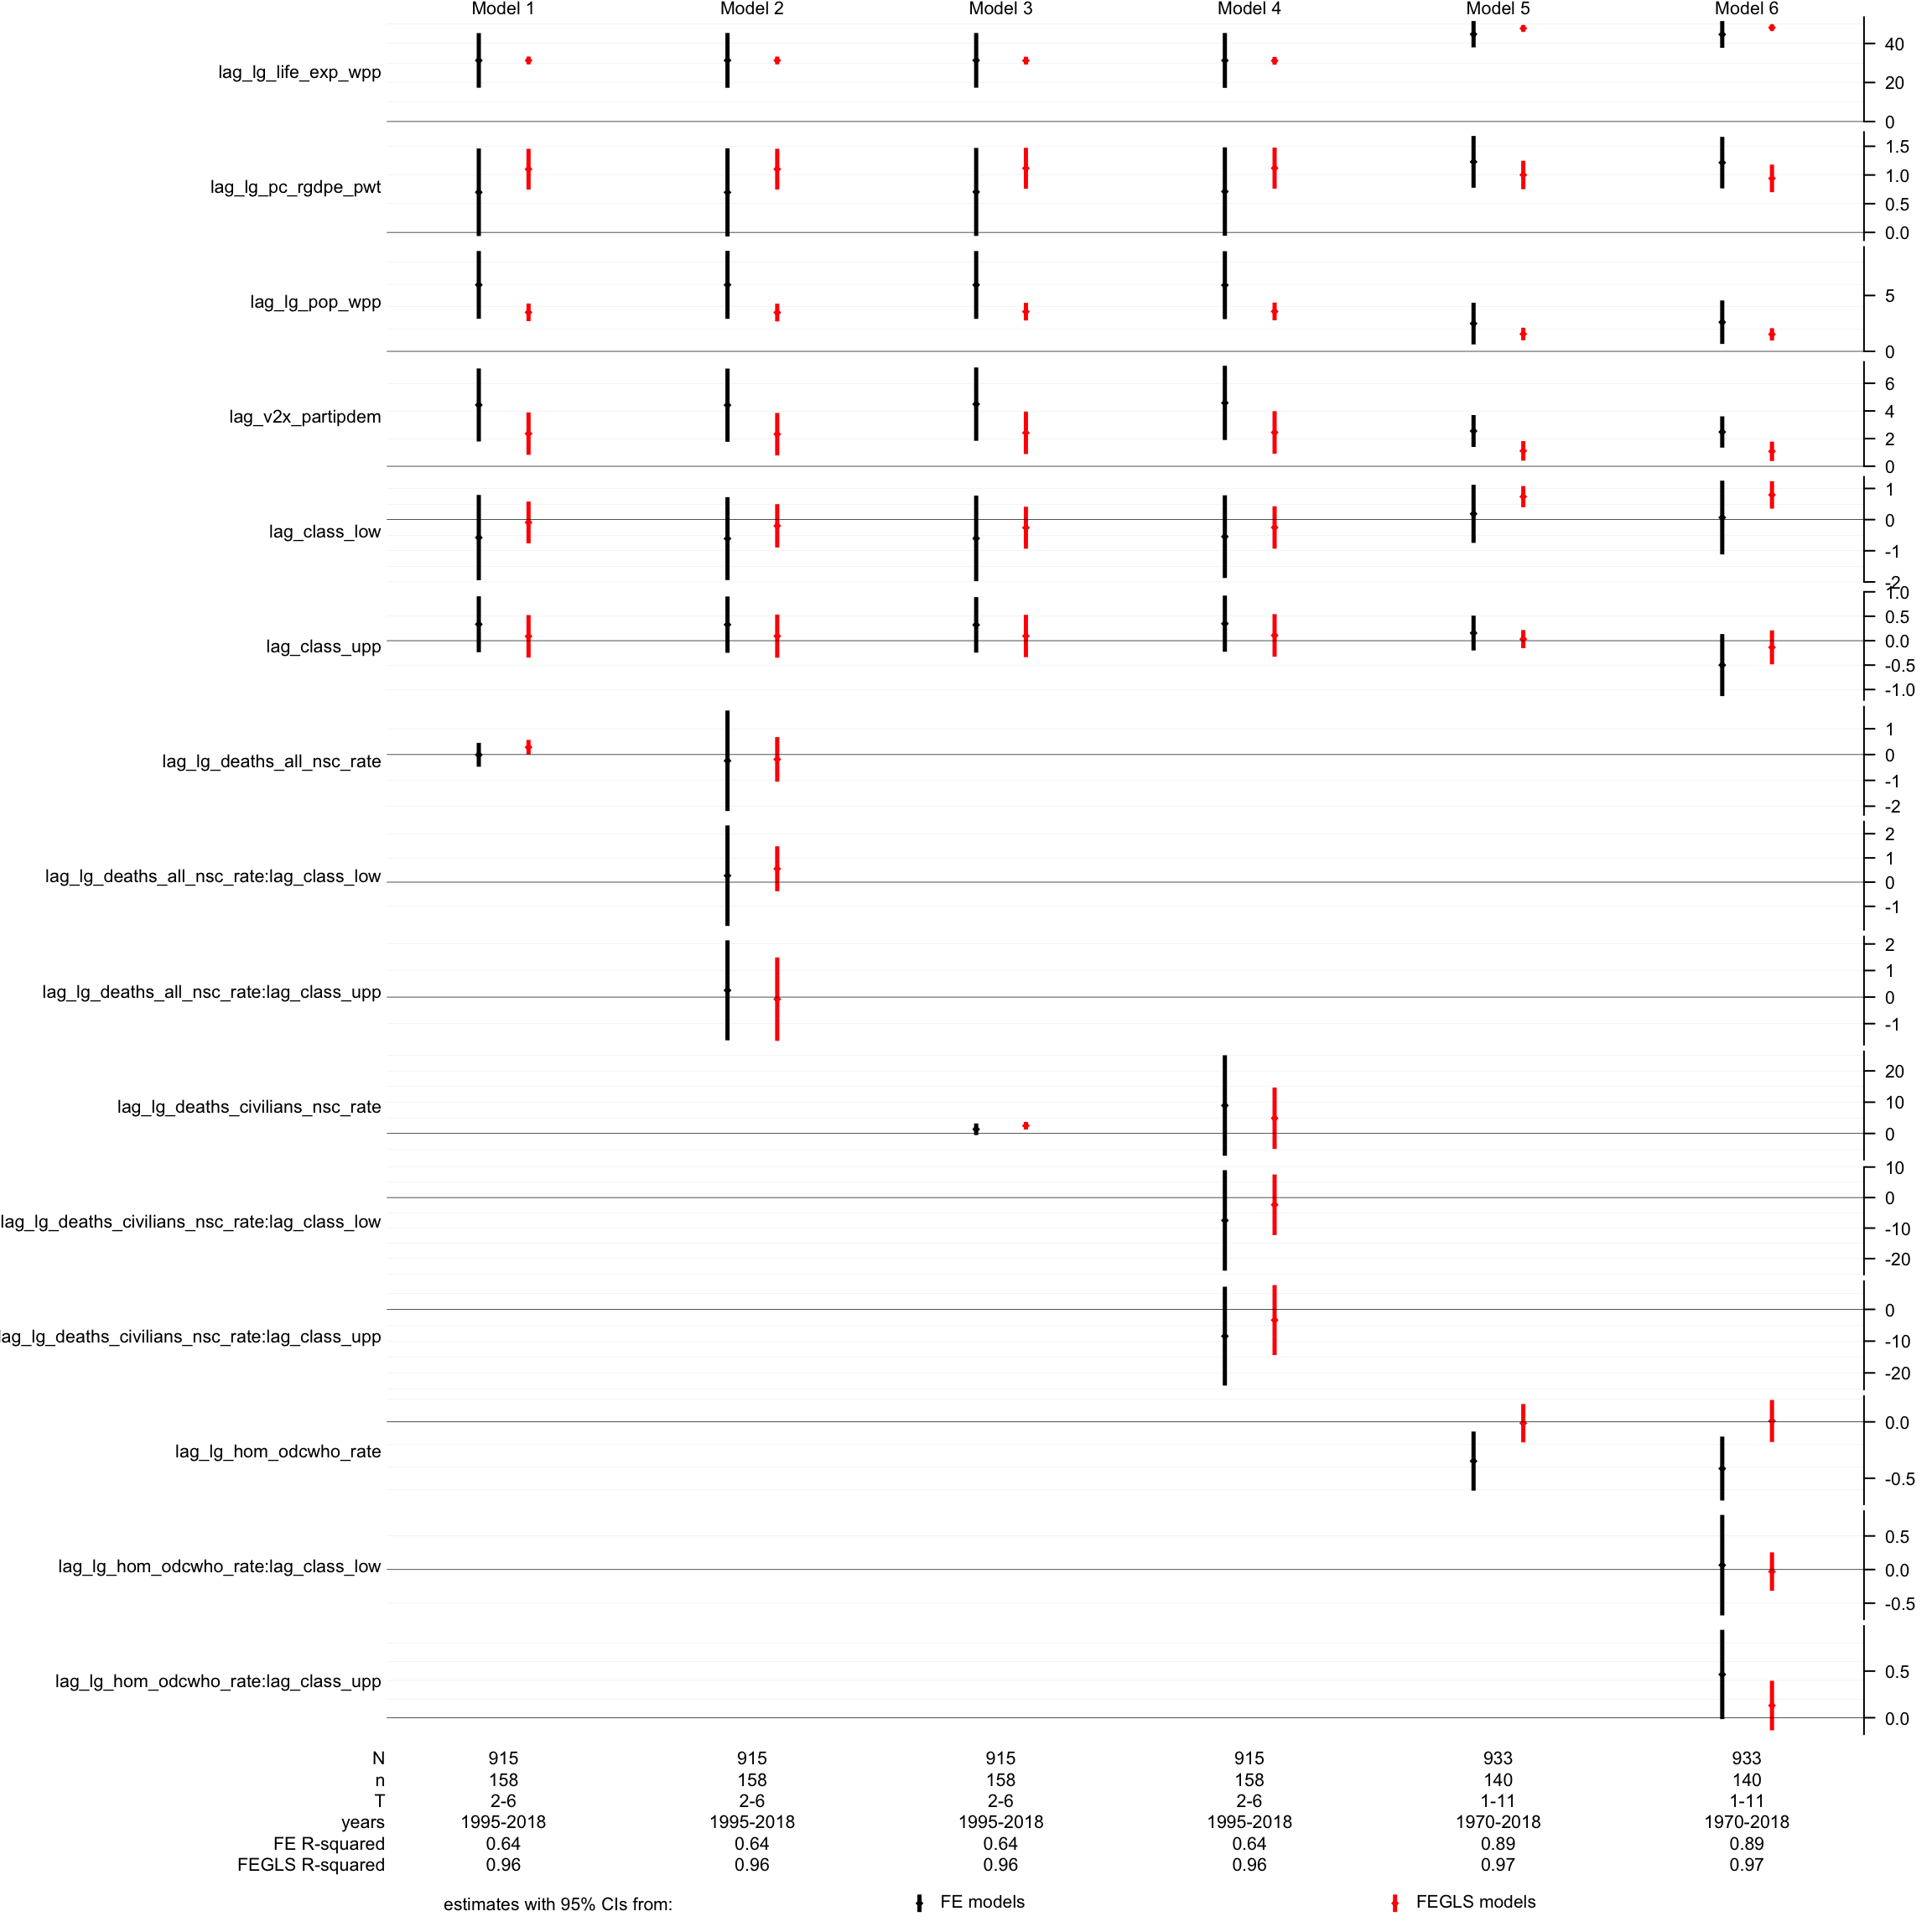 Model 1 Model 2 Model 3 Model 4 Model 5 Model 6
lag_lg_life_exp_wpp
40
20
0
lag_lg_pc_rgdpe_pwt
1.5
1.0
0.5
0.0
lag_lg_pop_wpp
5
0
lag_v2x_partipdem
6
4
2
0
lag_class_low
1
0
-1
-2
lag_class_upp
1.0
0.5
0.0
-0.5
-1.0
lag_lg_deaths_all_nsc_rate
1
0
-1
-2
lag_lg_deaths_all_nsc_rate:lag_class_low
2
1
0
-1
lag_lg_deaths_all_nsc_rate:lag_class_upp
2
1
0
-1
lag_lg_deaths_civilians_nsc_rate
20
10
0
lag_lg_deaths_civilians_nsc_rate:lag_class_low
10
0
-10
-20
lag_lg_deaths_civilians_nsc_rate:lag_class_upp
0
-10
-20
lag_lg_hom_odcwho_rate
0.0
-0.5
lag_lg_hom_odcwho_rate:lag_class_low
0.5
0.0
-0.5
lag_lg_hom_odcwho_rate:lag_class_upp
0.5
0.0
N 915 915 915 915 933 933
n 158 158 158 158 140 140
T 2-6 2-6 2-6 2-6 1-11 1-11
years 1995-2018 1995-2018 1995-2018 1995-2018 1970-2018 1970-2018
FE R-squared 0.64 0.64 0.64 0.64 0.89 0.89
FEGLS R-squared 0.96 0.96 0.96 0.96 0.97 0.97
estimates with 95% CIs from: FE models FEGLS models